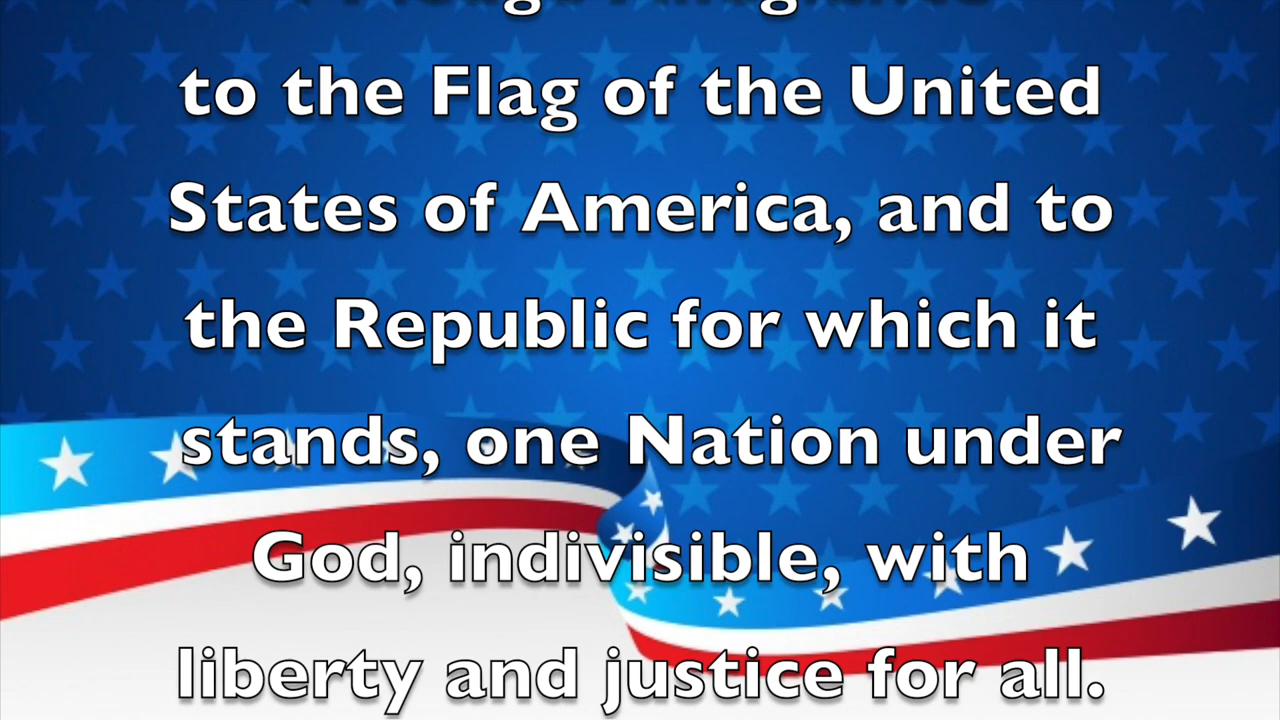 to the Flag of the United
States of America, and to
the Republic for which it
stands, one Nation under
God, indivisible, with
liberty and justice for all.